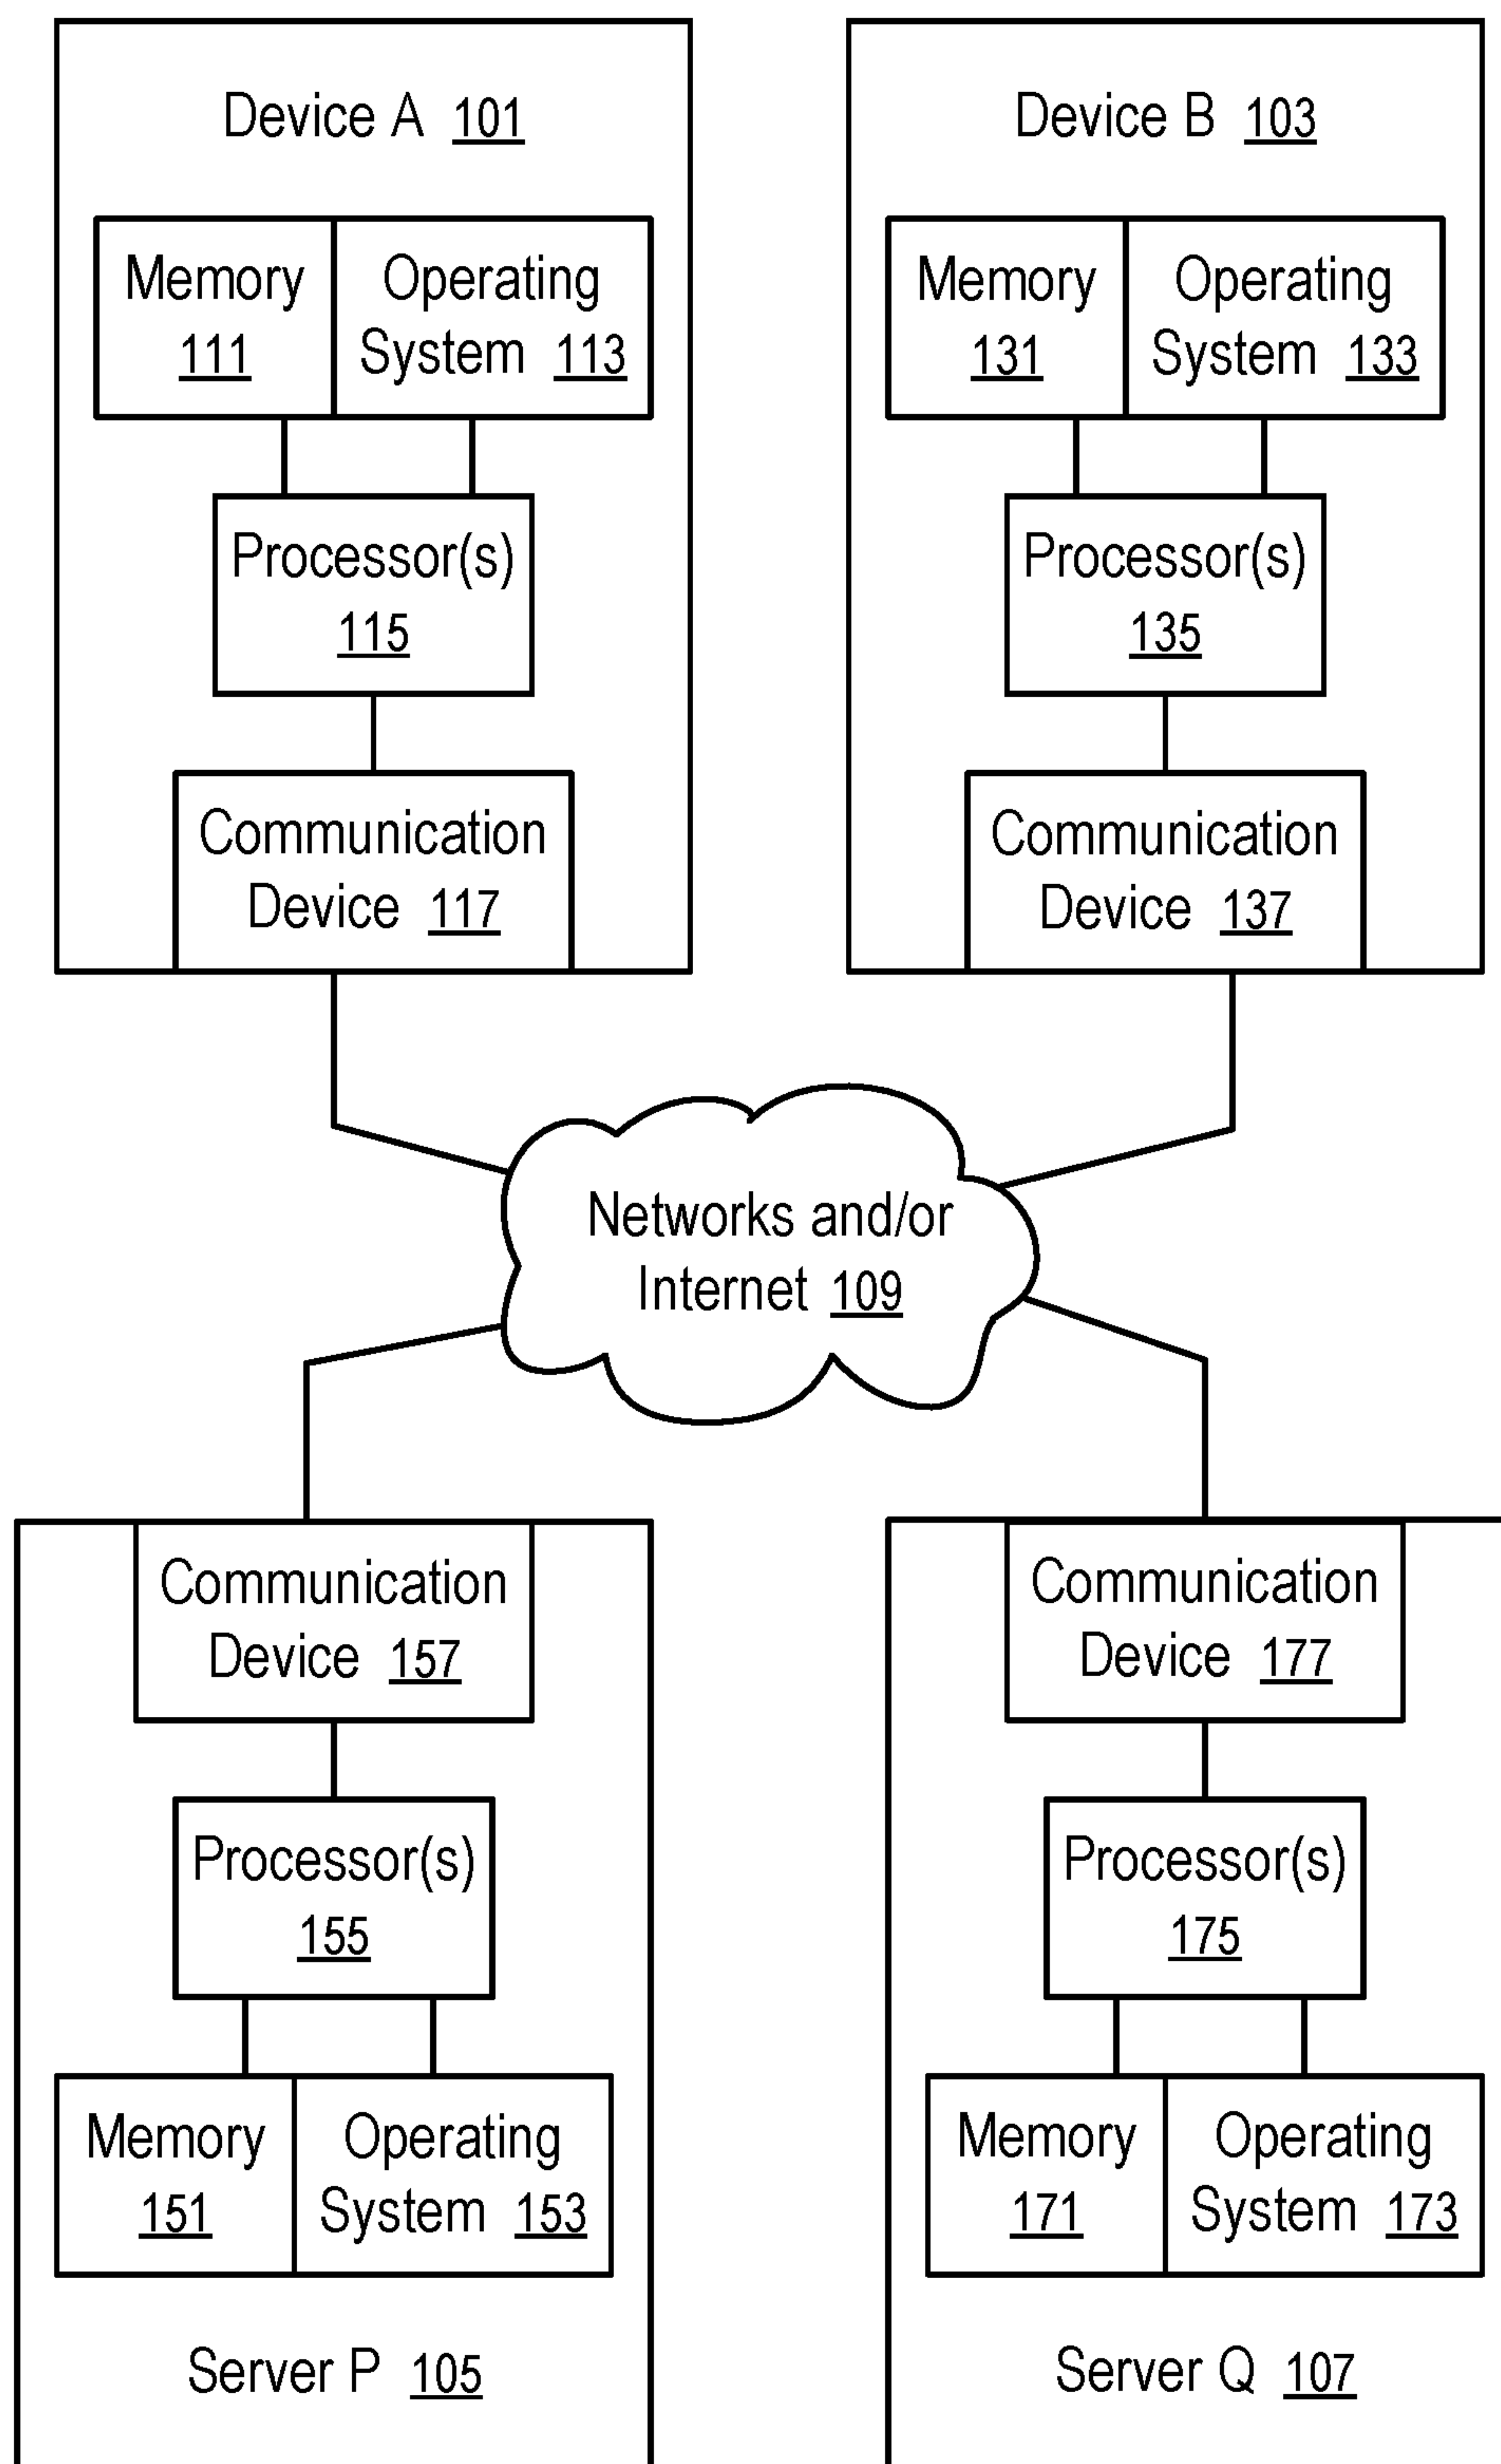 Device A 101
Memory
111
Operating
System 113
Processor(s)
115
Communication
Device 117
Device B 103
Memory
131
Operating
System 133
Processor(s)
135
Communication
Device 137
Networks and/or
Internet 109
Communication
Device 157
Processor(s)
155
Memory
151
Operating
System 153
Server P 105
Communication
Device 177
Processor(s)
175
Memory
171
Operating
System 173
Server Q 107